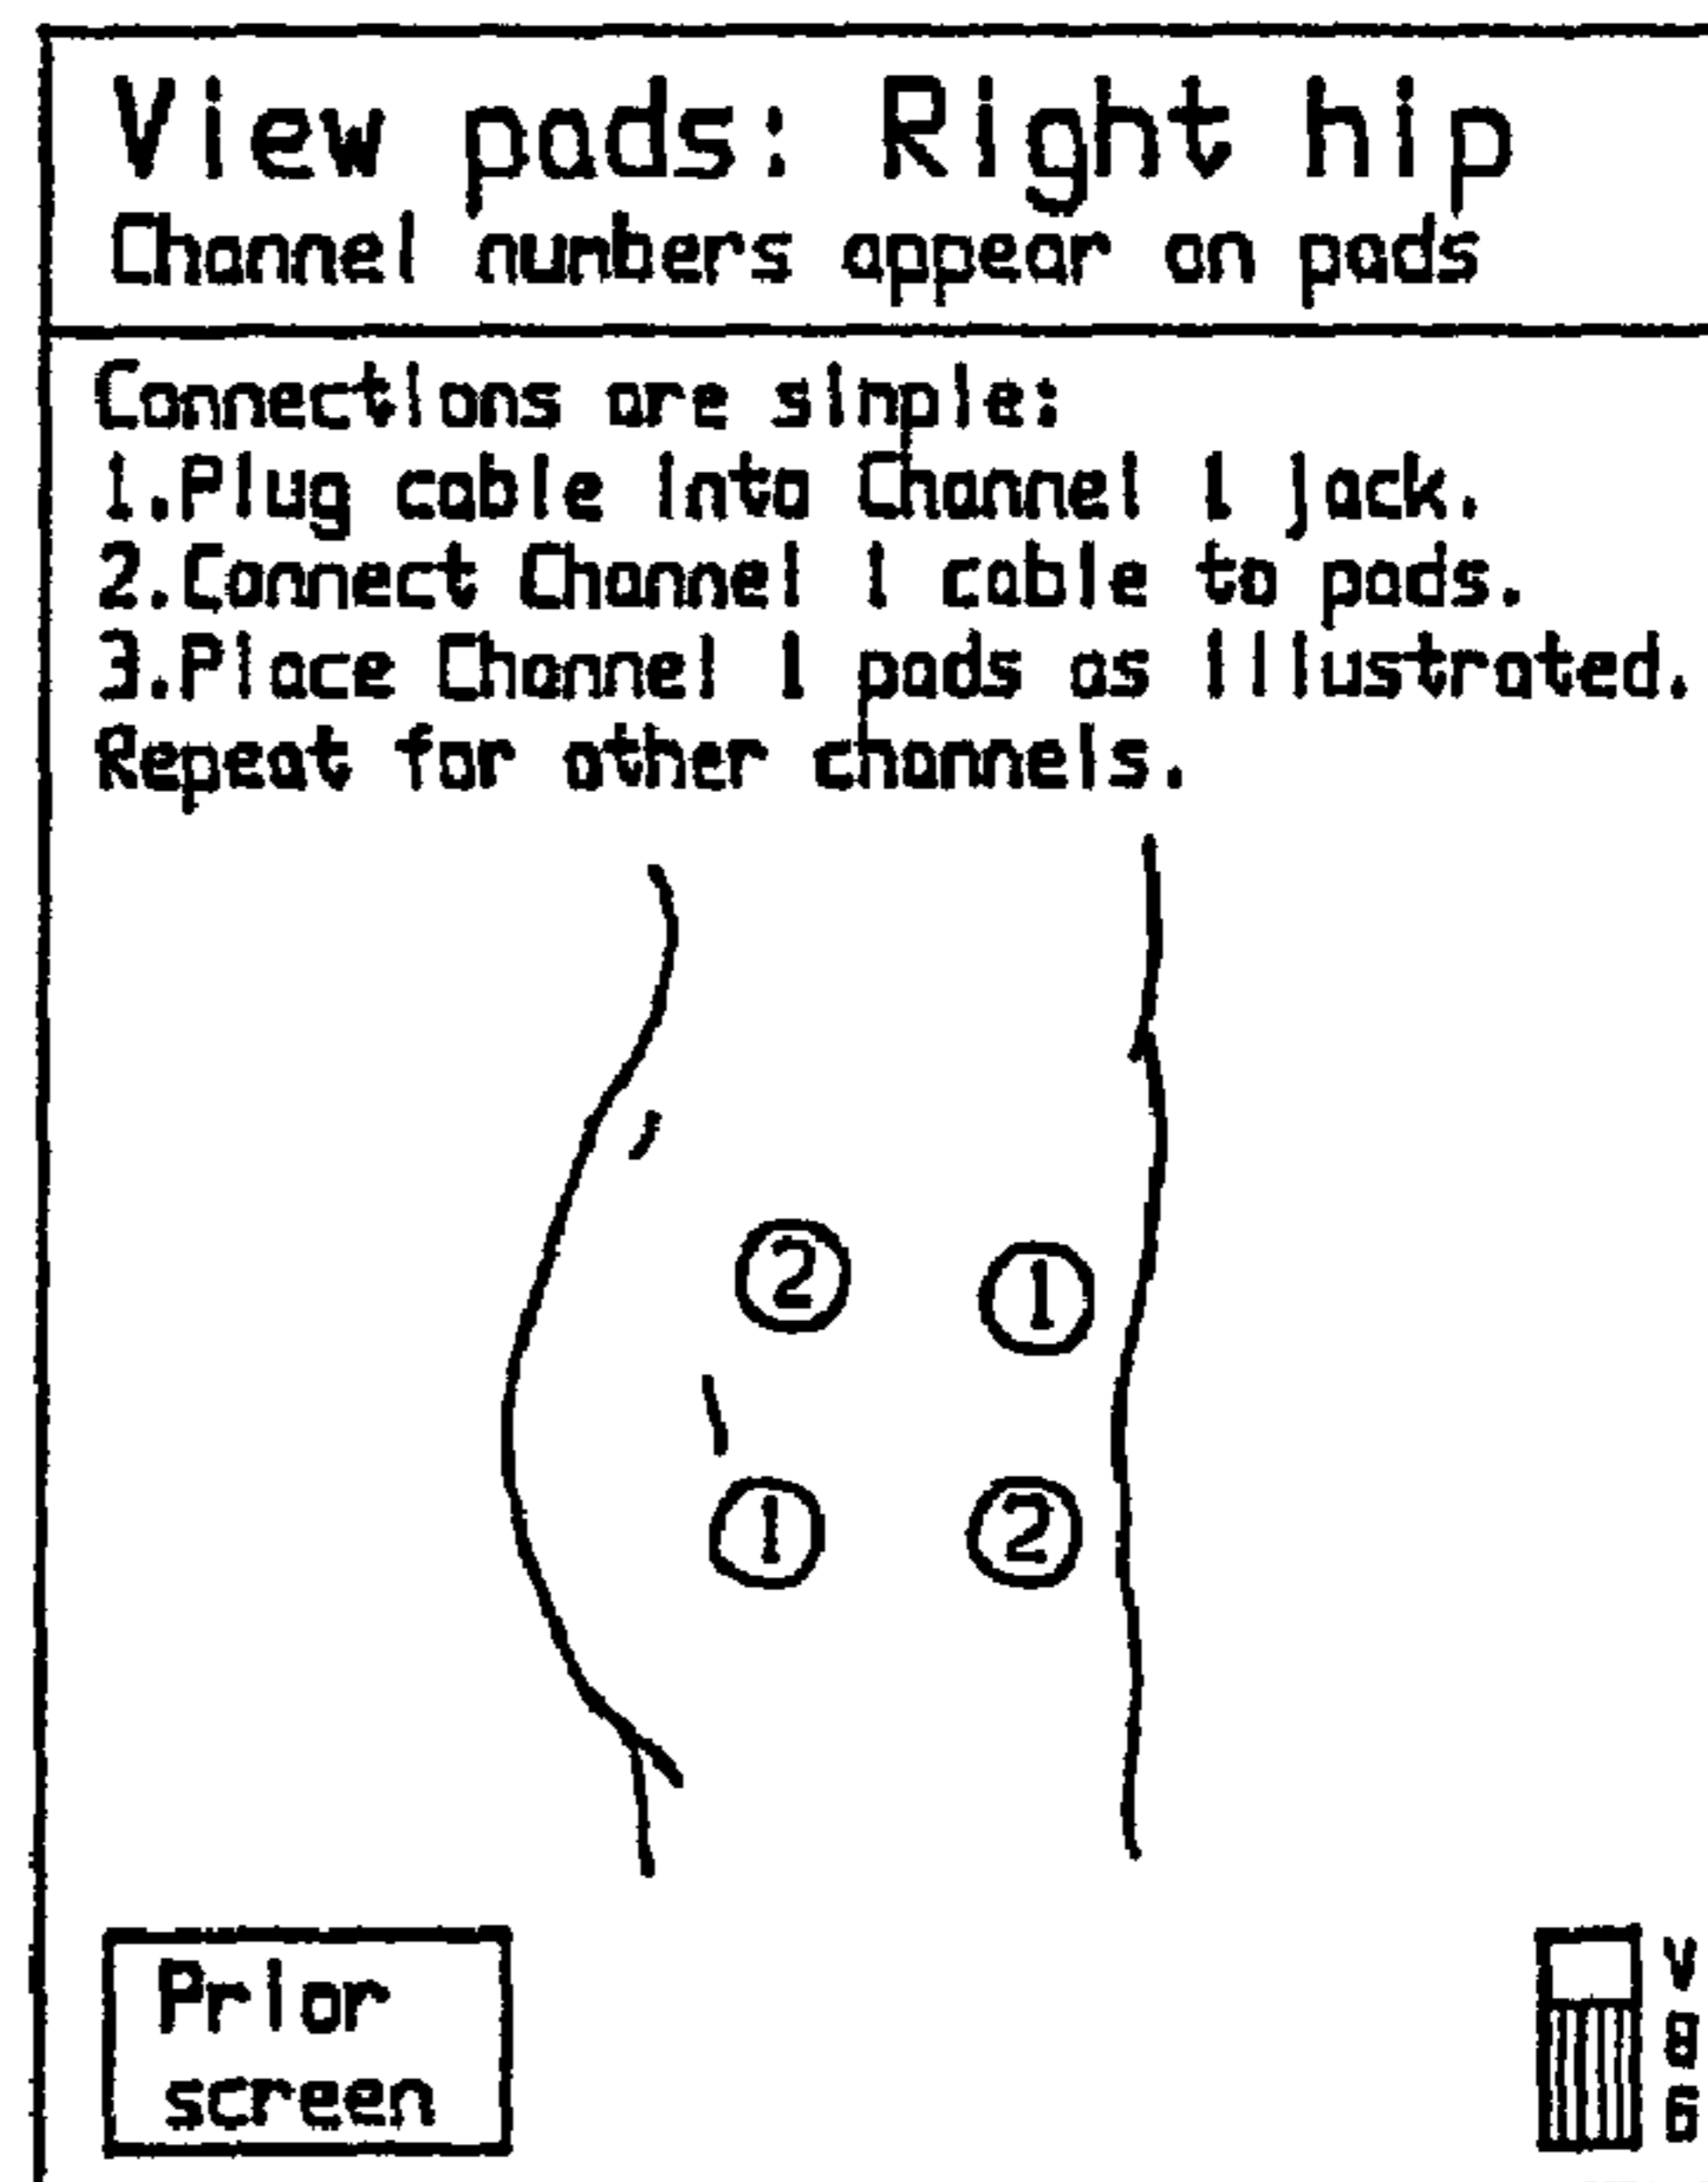 View pads: Right hip
Channel numbers appear on pads
Connections are simple:
1.Plug cable into Channel 1 jack.
2.Connect Channel 1 cable to pads.
3.Place Channel 1 pads as illustrated.
Repeat for other channels.
2 1
1 2
Prior
screen
V
8
6